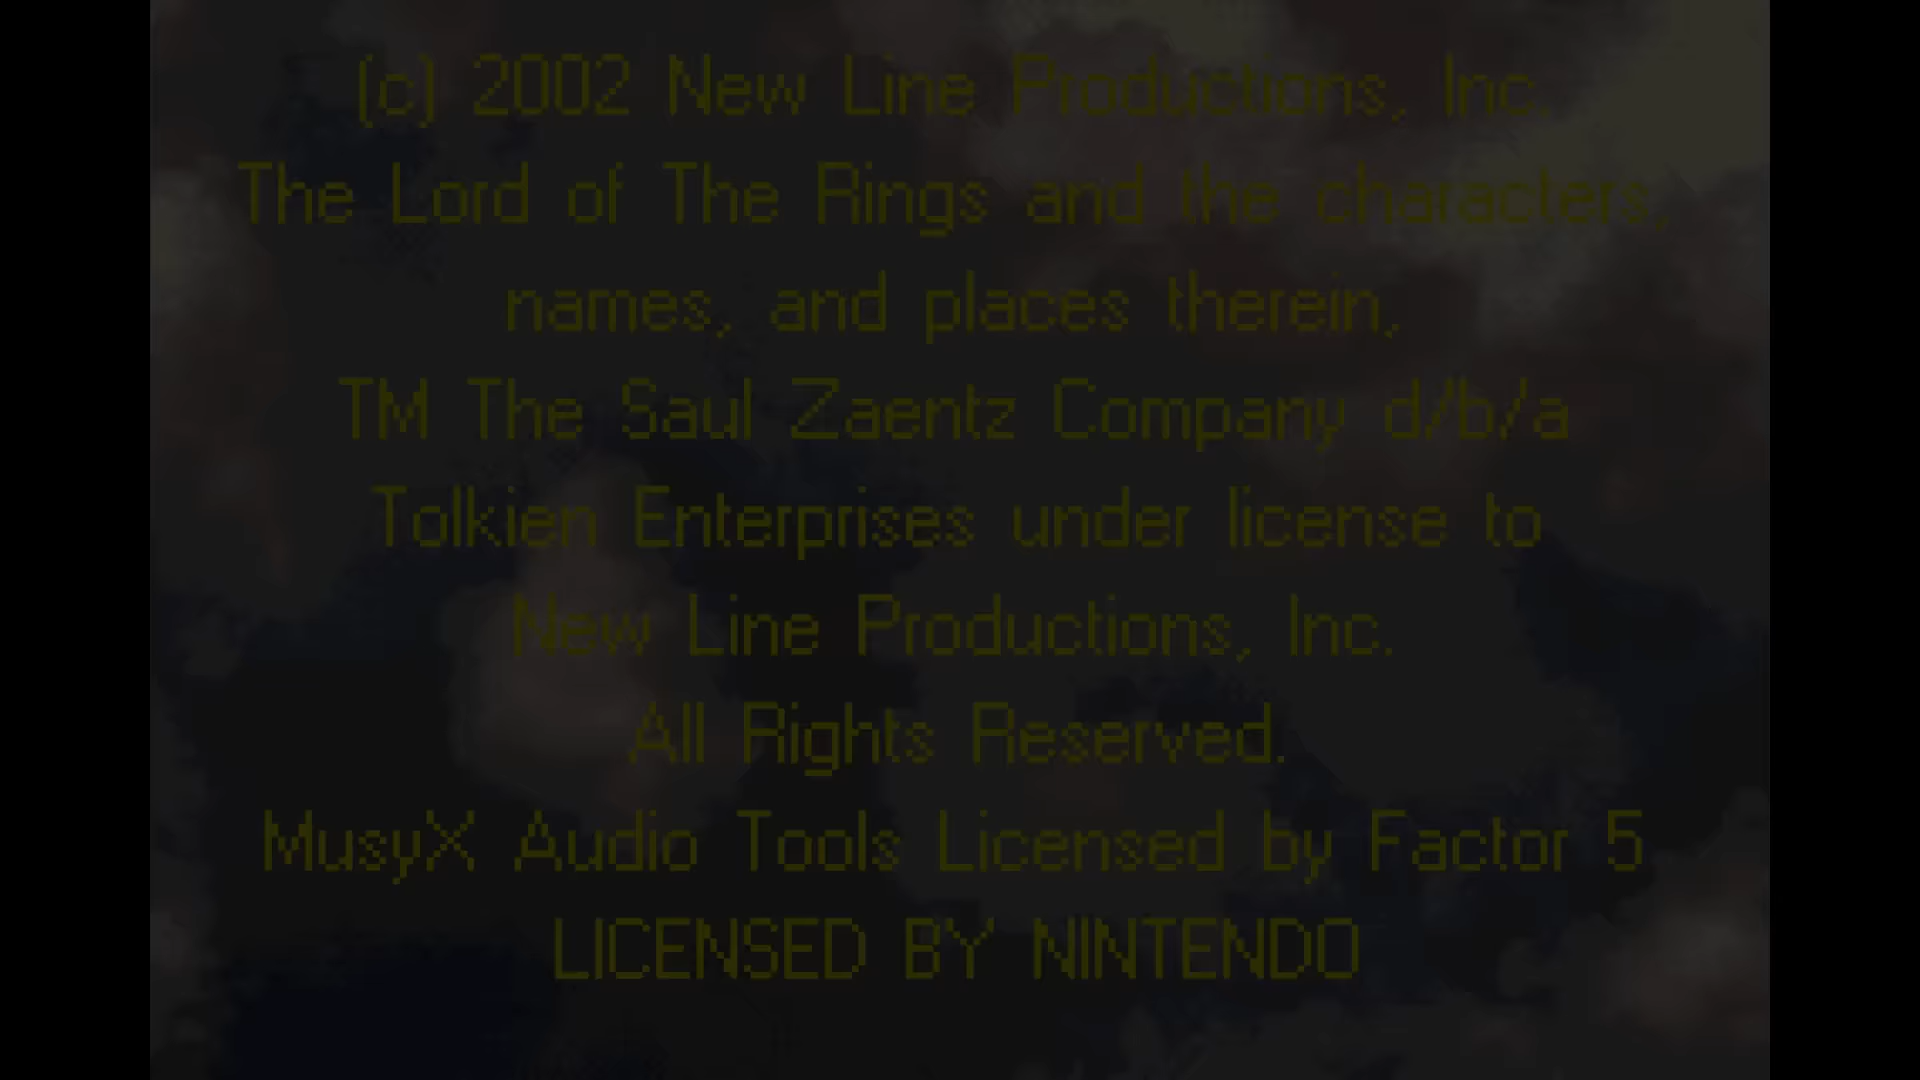 (c) 2002 New Line Productions, Inc.
The Lord of The Rings and the characters,
names, and places therein,
TM The Saul Zaentz Company d/b/a
Tolkien Enterprises under license to
New Line Productions, Inc.
All Rights Reserved.
MusyX Audio Tools Licensed by Factor 5
LICENSED BY NINTENDO